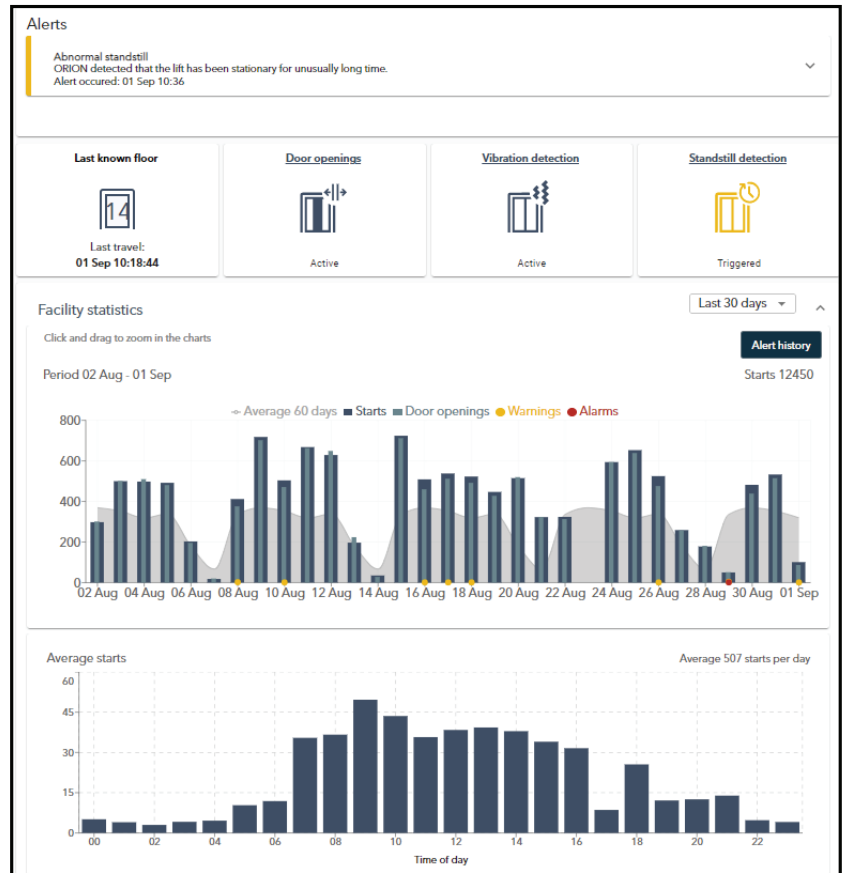 Alerts
Abnormal standstill
ORION detected that the lift has been stationary for unusually long time.
Alert occured: 01 Sep 10:36
Last known floor
14
Last travel:
01 Sep 10:18:44
Door openings
Active
Vibration detection
Active
Standstill detection
Triggered
Facility statistics
Last 30 days
Click and drag to zoom in the charts
Alert history
Period 02 Aug - 01 Sep
Starts 12450
Average 60 days Starts Door openings Warnings Alarms
800
600
400
200
0
02 Aug 04 Aug 06 Aug 08 Aug 10 Aug 12 Aug 14 Aug 16 Aug 18 Aug 20 Aug 22 Aug 24 Aug 26 Aug 28 Aug 30 Aug 01 Sep
Average starts
Average 507 starts per day
60
45
30
15
0
00 02 04 06 08 10 12 14 16 18 20 22
Time of day